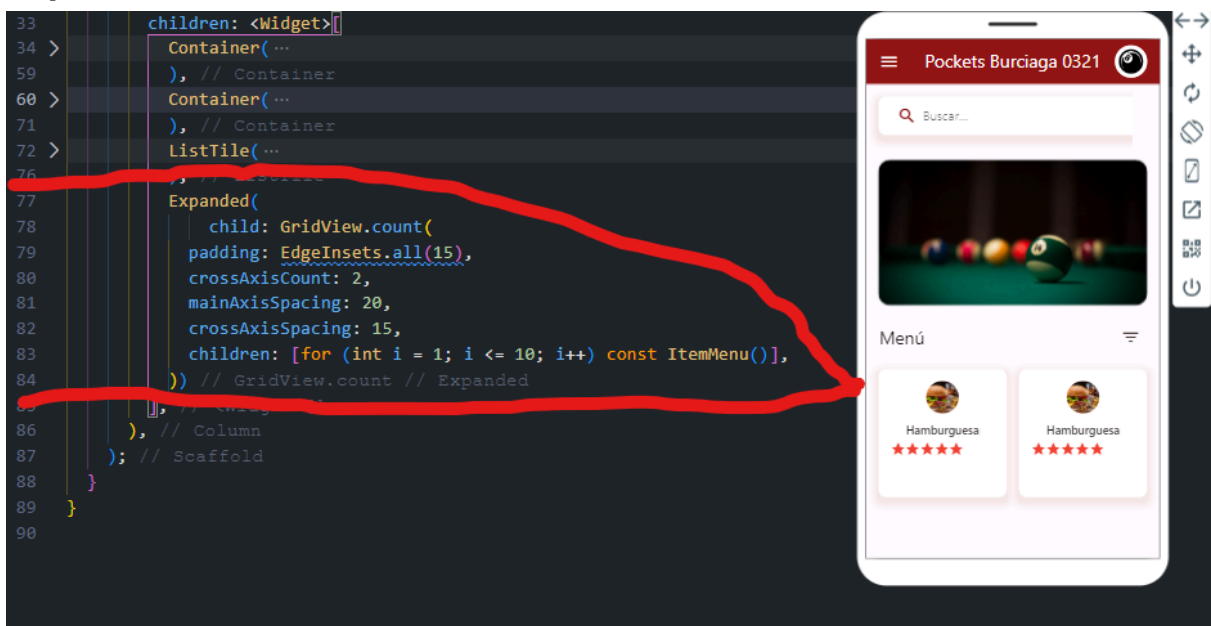 33 children: <Widget>[
34 > Container( ···
59 ), // Container
60 > Container( ···
71 ), // Container
72 > ListTile( ···
76 ), // ListTile
77 Expanded(
78 child: GridView.count(
79 padding: EdgeInsets.all(15),
80 crossAxisCount: 2,
81 mainAxisSpacing: 20,
82 crossAxisSpacing: 15,
83 children: [for (int i = 1; i <= 10; i++) const ItemMenu()],
84 )) // GridView.count // Expanded
85 ], //
86 ), // Column
87 ); // Scaffold
88 }
89 }
90
Pockets Burciaga 0321
Buscar...
Menú
Hamburguesa Hamburguesa